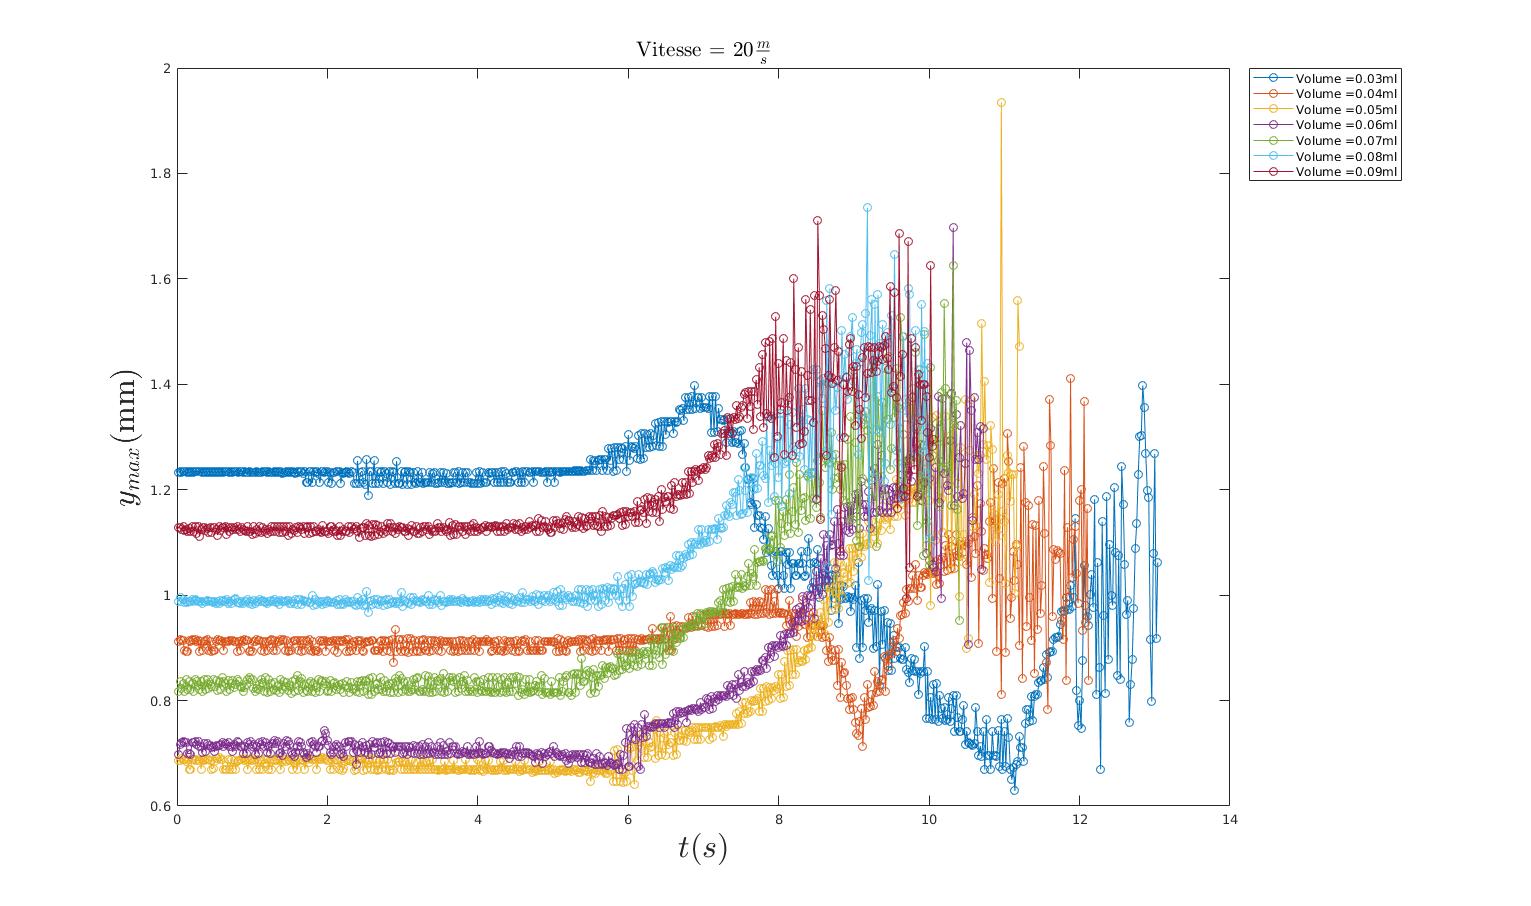 Vitesse = 20 m/s
2
1.8
1.6
1.4
1.2
1
0.8
0.6
y_max (mm)
0 2 4 6 8 10 12 14
t(s)
Volume =0.03ml
Volume =0.04ml
Volume =0.05ml
Volume =0.06ml
Volume =0.07ml
Volume =0.08ml
Volume =0.09ml